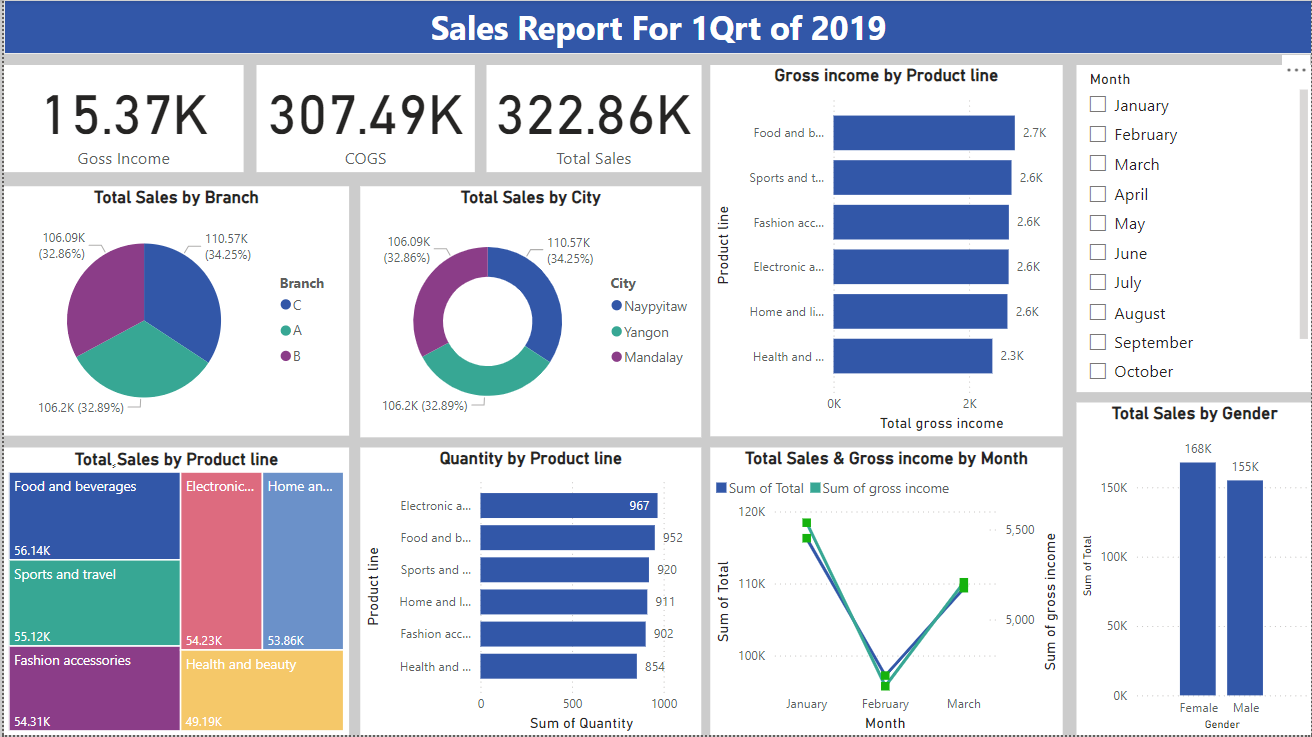 Sales Report For 1Qrt of 2019
15.37K
Goss Income
307.49K
COGS
322.86K
Total Sales
Gross income by Product line
Product line
Food and b...
2.7K
Sports and t...
2.6K
Fashion acc...
2.6K
Electronic a...
2.6K
Home and li...
2.6K
Health and ...
2.3K
0K
2K
Total gross income
Month
January
February
March
April
May
June
July
August
September
October
Total Sales by Branch
106.09K
(32.86%)
110.57K
(34.25%)
106.2K (32.89%)
Branch
C
A
B
Total Sales by City
106.09K
(32.86%)
110.57K
(34.25%)
106.2K (32.89%)
City
Naypyitaw
Yangon
Mandalay
Total Sales by Product line
Food and beverages
56.14K
Sports and travel
55.12K
Fashion accessories
54.31K
Electronic...
54.23K
Home an...
53.86K
Health and beauty
49.19K
Quantity by Product line
Product line
Electronic a...
967
Food and b...
952
Sports and ...
920
Home and l...
911
Fashion acc...
902
Health and ...
854
0
500
1000
Sum of Quantity
Total Sales & Gross income by Month
Sum of Total
Sum of gross income
Sum of Total
120K
110K
100K
5,500
5,000
Sum of gross income
January
February
March
Month
Total Sales by Gender
Sum of Total
150K
100K
50K
0K
168K
155K
Female
Male
Gender